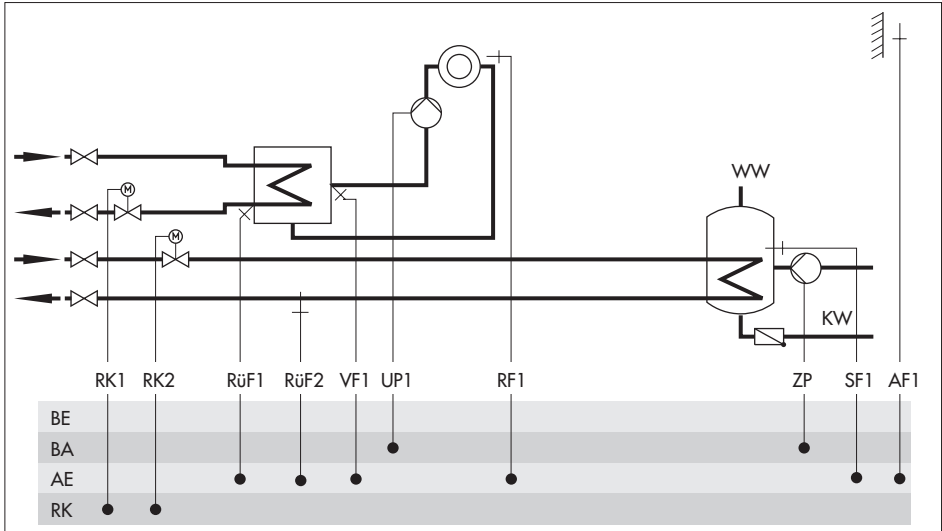 M
M
WW
KW
RK1 RK2 RüF1 RüF2 VF1 UP1 RF1 ZP SF1 AF1
BE
BA
AE
RK